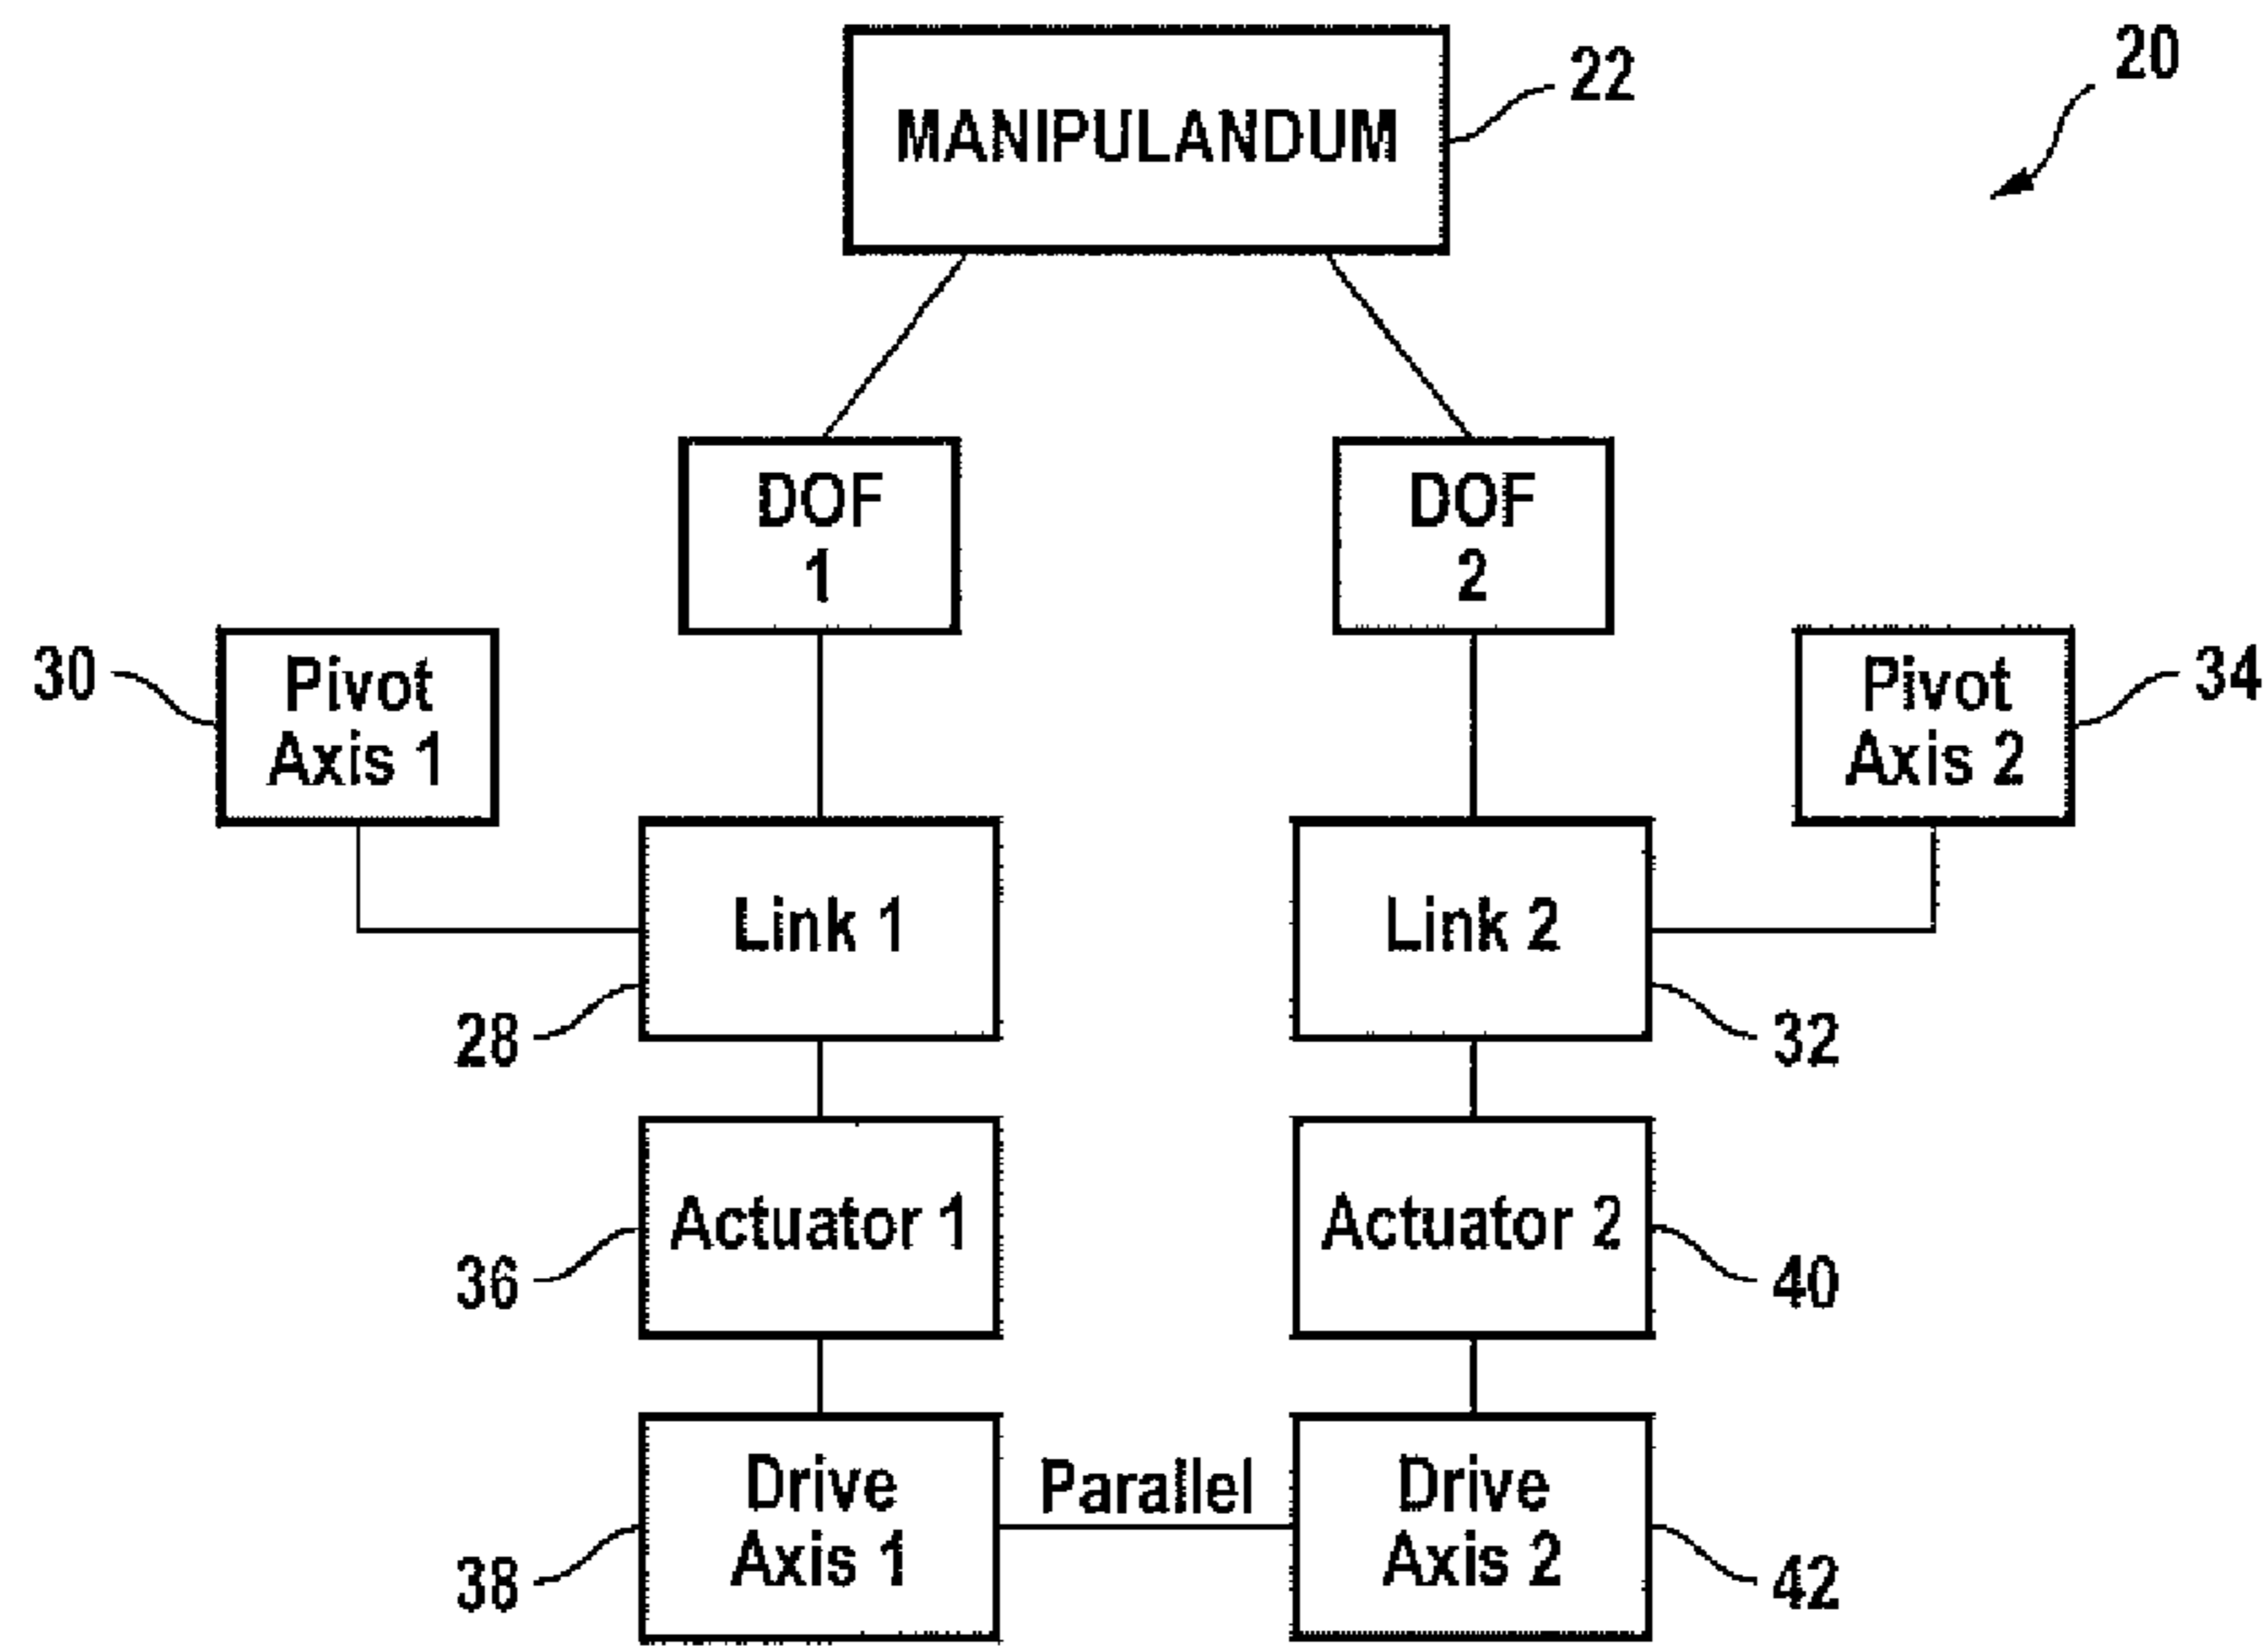 20
22
MANIPULANDUM
DOF
1
DOF
2
30
Pivot
Axis 1
Pivot
Axis 2
34
Link 1
Link 2
28
32
Actuator 1
Actuator 2
36
40
Drive
Axis 1
Parallel
Drive
Axis 2
38
42